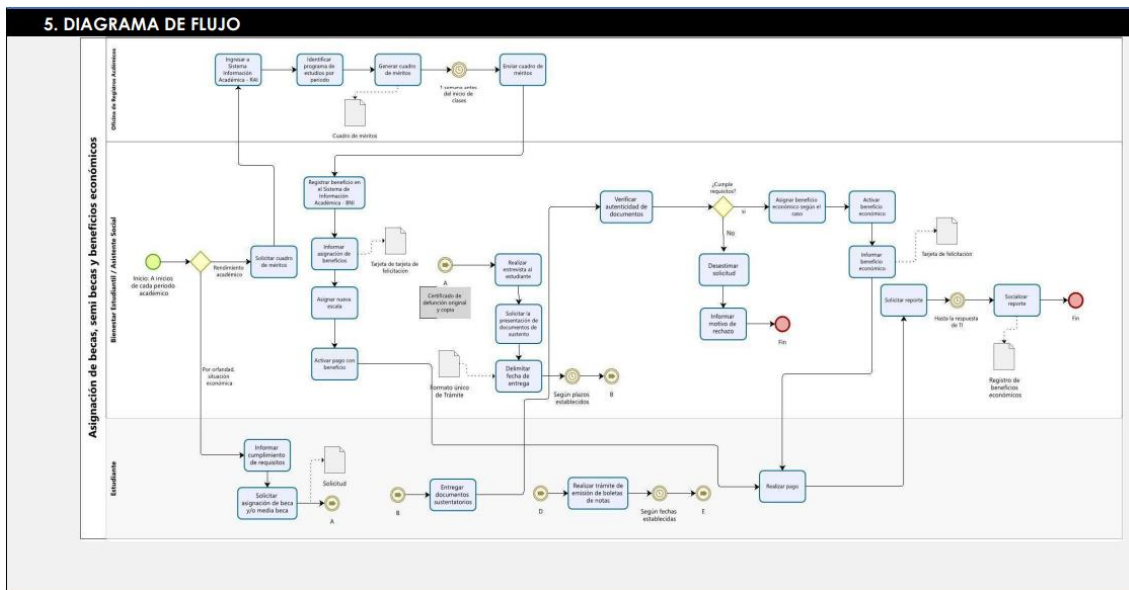 5. DIAGRAMA DE FLUJO
Asignación de becas, semi becas y beneficios económicos
Oficina de Registros Académicos
Ingresar a
Sistema
Información
Académica - RAI
Identificar
programa de
estudios por
período
Generar cuadro
de méritos
1 semana antes
del inicio de
clases
Enviar cuadro de
méritos
Cuadro de méritos
Bienestar Estudiantil / Asistente Social
Inicio: A inicios
de cada período
académico
Rendimiento
académico
Solicitar cuadro
de méritos
Por orfandad,
situación
económica
Registrar beneficio en
el Sistema de
Información
Académica -
Informar
asignación de
beneficios
Tarjeta de tarjeta de
felicitación
Asignar nueva
escala
Activar pago con
beneficio
A
Certificado de
defunción original
y copia
Realizar
entrevista al
estudiante
Solicitar la
presentación de
documentos de
sustento
Formato único
de Trámite
Delimitar
fecha de
entrega
Según plazos
establecidos
B
Verificar
autenticidad de
documentos
¿Cumple
requisitos?
si
No
Desestimar
solicitud
Informar
motivo de
rechazo
Fin
Asignar beneficio
económico según el
caso
Activar
beneficio
económico
Informar
beneficio
económico
Tarjeta de felicitación
Solicitar reporte
Hasta la respuesta
de TI
Socializar
reporte
Fin
Registro de
beneficios
económicos
Estudiante
Informar
cumplimiento
de requisitos
Solicitud
Solicitar
asignación de beca
y/o media beca
A
B
Entregar
documentos
sustentatorios
D
Realizar trámite de
emisión de boletas
de notas
Según fechas
establecidas
E
Realizar pago